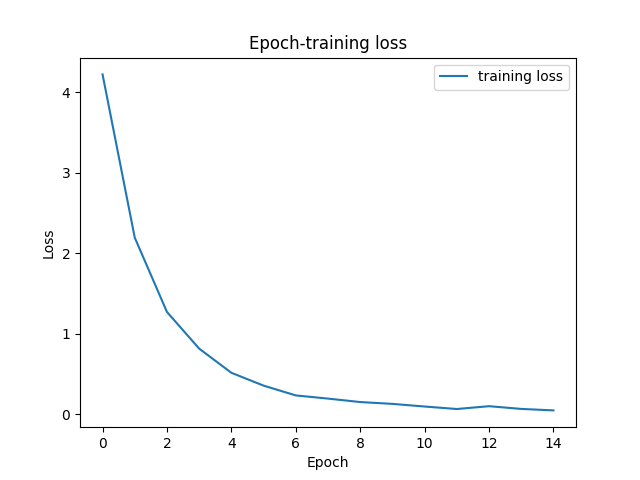 Epoch-training loss
training loss
4
3
2
1
0
Loss
0 2 4 6 8 10 12 14
Epoch